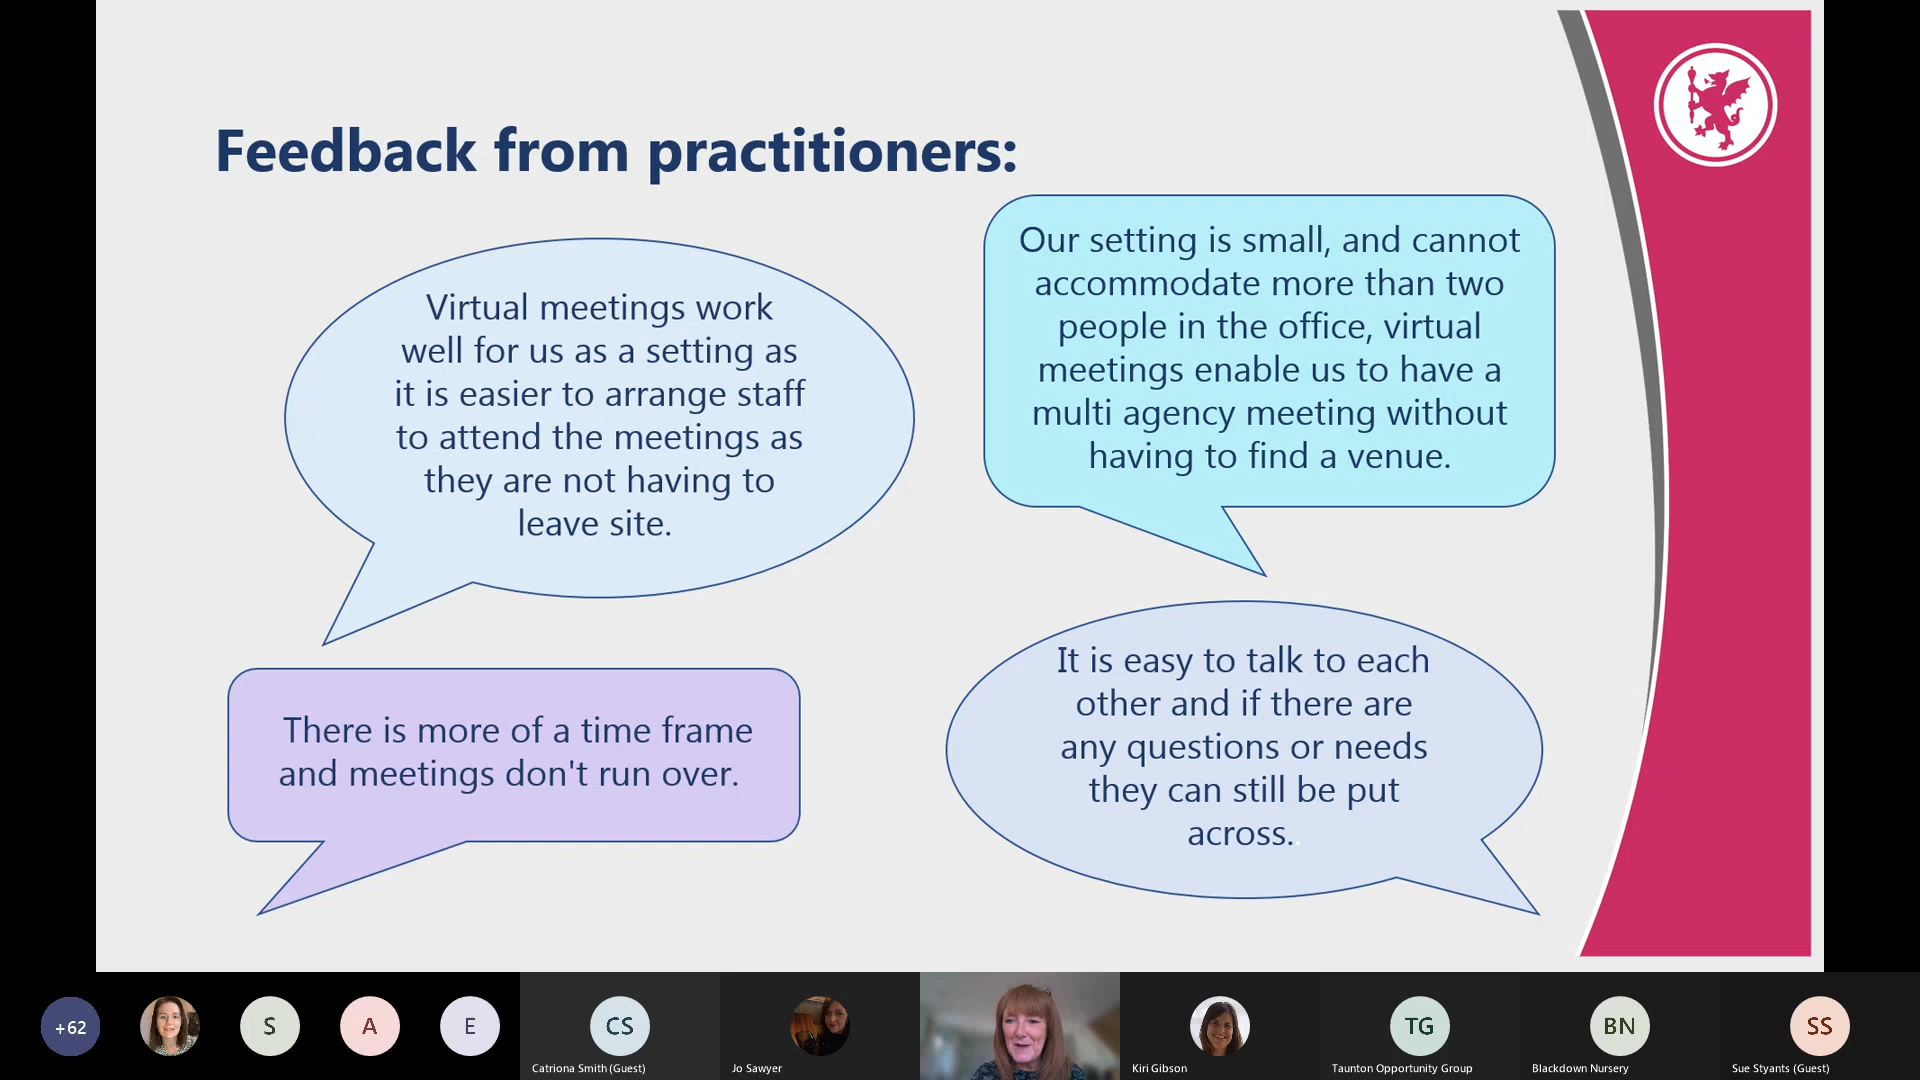 Feedback from practitioners:
Virtual meetings work
well for us as a setting as
it is easier to arrange staff
to attend the meetings as
they are not having to
leave site.
Our setting is small, and cannot
accommodate more than two
people in the office, virtual
meetings enable us to have a
multi agency meeting without
having to find a venue.
There is more of a time frame
and meetings don't run over.
It is easy to talk to each
other and if there are
any questions or needs
they can still be put
across.
+62
S
A
E
CS
Catriona Smith (Guest)
Jo Sawyer
Kiri Gibson
TG
Taunton Opportunity Group
BN
Blackdown Nursery
SS
Sue Styants (Guest)